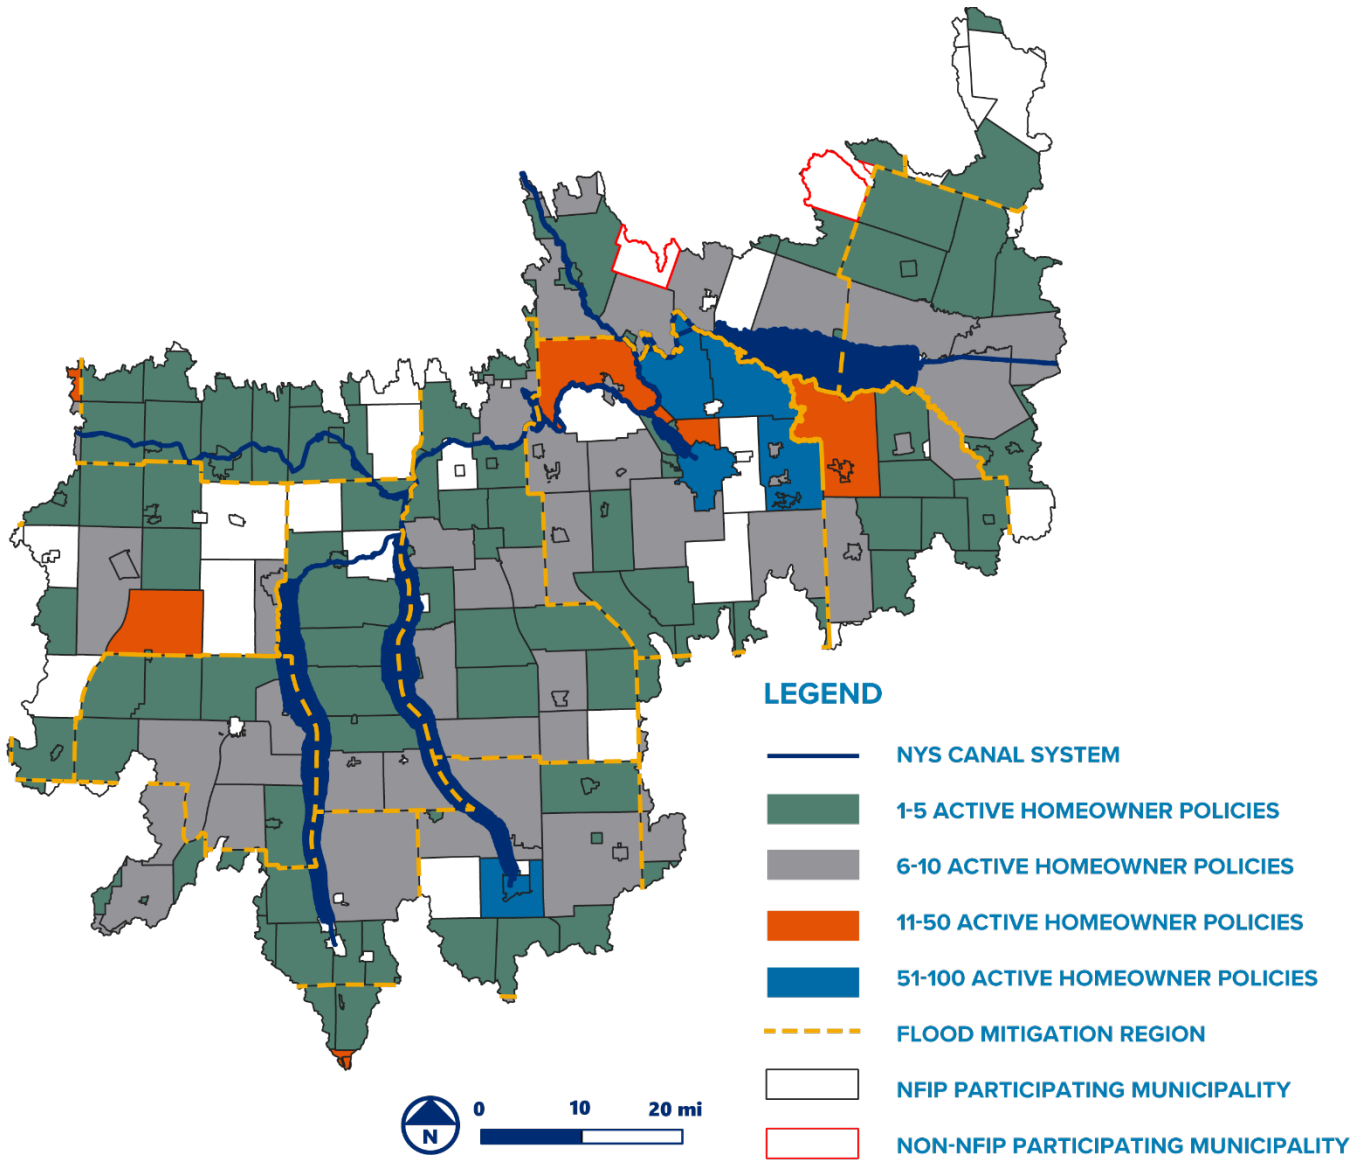 LEGEND
NYS CANAL SYSTEM
1-5 ACTIVE HOMEOWNER POLICIES
6-10 ACTIVE HOMEOWNER POLICIES
11-50 ACTIVE HOMEOWNER POLICIES
51-100 ACTIVE HOMEOWNER POLICIES
FLOOD MITIGATION REGION
NFIP PARTICIPATING MUNICIPALITY
NON-NFIP PARTICIPATING MUNICIPALITY
N
0 10 20 mi